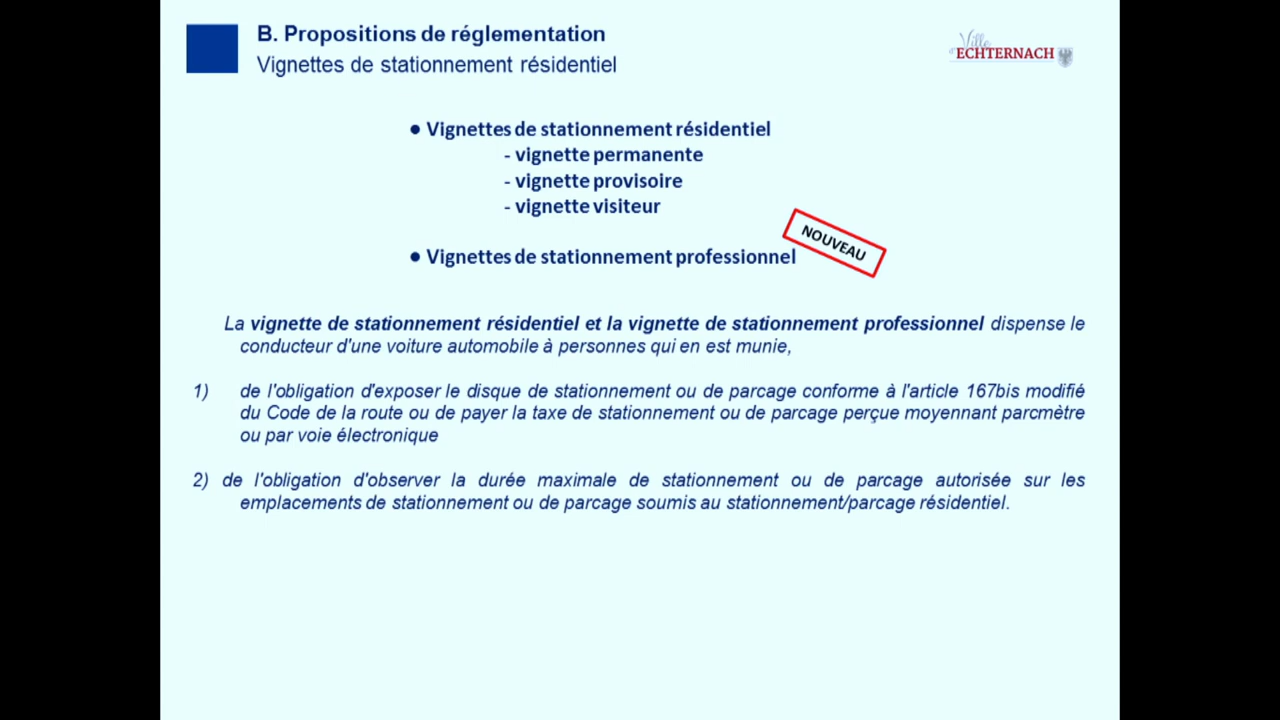 B. Propositions de réglementation
Vignettes de stationnement résidentiel
Ville
ECHTERNACH
● Vignettes de stationnement résidentiel
- vignette permanente
- vignette provisoire
- vignette visiteur
NOUVEAU
● Vignettes de stationnement professionnel
La vignette de stationnement résidentiel et la vignette de stationnement professionnel dispense le
conducteur d'une voiture automobile à personnes qui en est munie,
1) de l'obligation d'exposer le disque de stationnement ou de parcage conforme à l'article 167bis modifié
du Code de la route ou de payer la taxe de stationnement ou de parcage perçue moyennant parcmètre
ou par voie électronique
2) de l'obligation d'observer la durée maximale de stationnement ou de parcage autorisée sur les
emplacements de stationnement ou de parcage soumis au stationnement/parcage résidentiel.